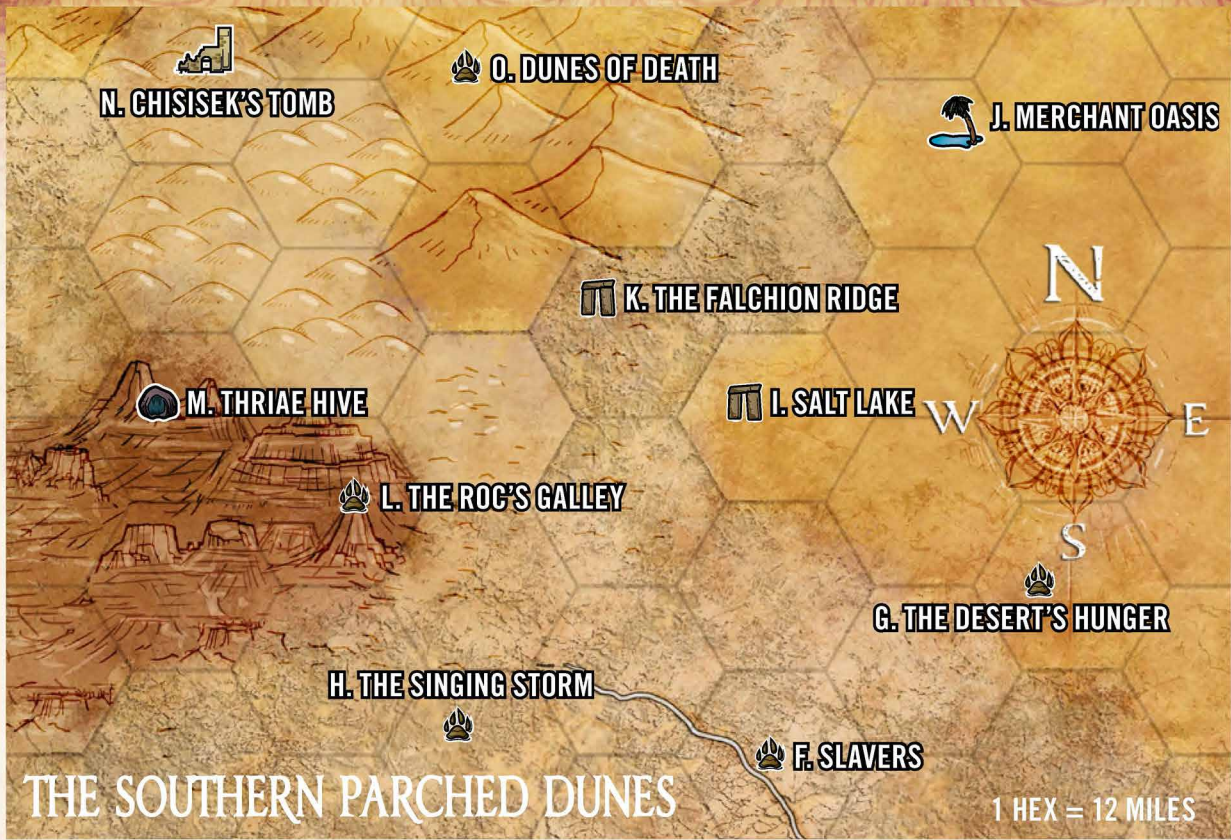 N. CHISISEK'S TOMB
O. DUNES OF DEATH
J. MERCHANT OASIS
N
K. THE FALCHION RIDGE
M. THRIAE HIVE
I. SALT LAKE
W
E
L. THE ROC'S GALLEY
S
G. THE DESERT'S HUNGER
H. THE SINGING STORM
F. SLAVERS
THE SOUTHERN PARCHED DUNES
1 HEX = 12 MILES